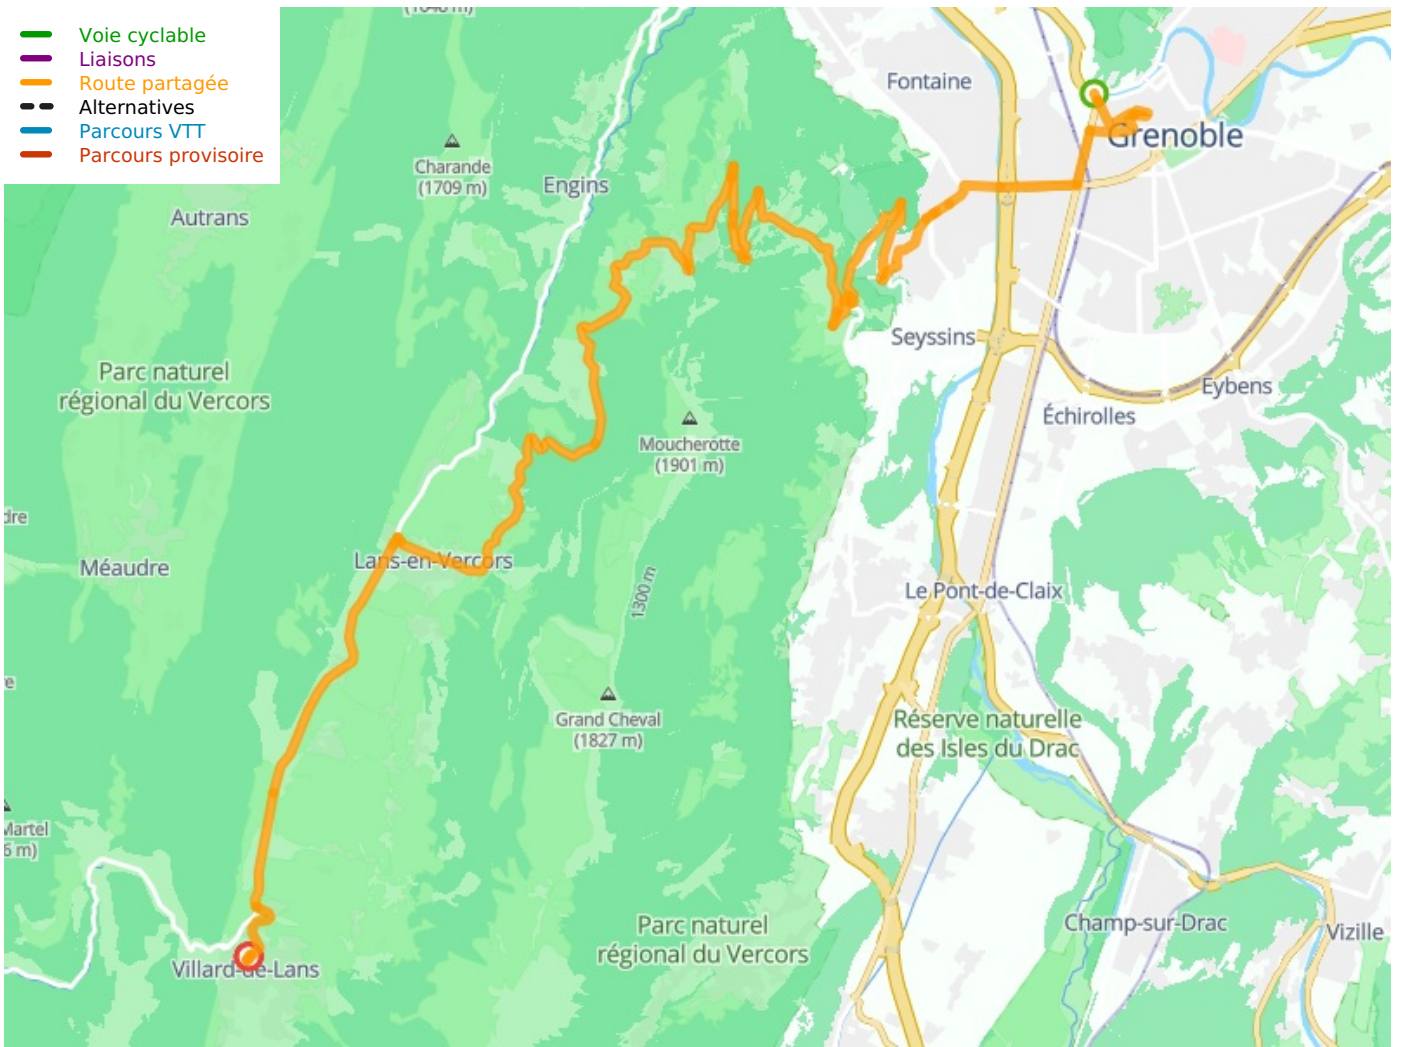 Voie cyclable
Liaisons
Route partagée
Alternatives
Parcours VTT
Parcours provisoire
Fontaine
Grenoble
Charande
(1709 m)
Engins
Autrans
Seyssins
Parc naturel
régional du Vercors
Eybens
Échirolles
Moucherotte
(1901 m)
dre
Méaudre
Lans-en-Vercors
1300 m
Le Pont-de-Claix
e
Grand Cheval
(1827 m)
Réserve naturelle
des Isles du Drac
Martel
6 m)
Parc naturel
régional du Vercors
Champ-sur-Drac
Vizille
Villard-de-Lans